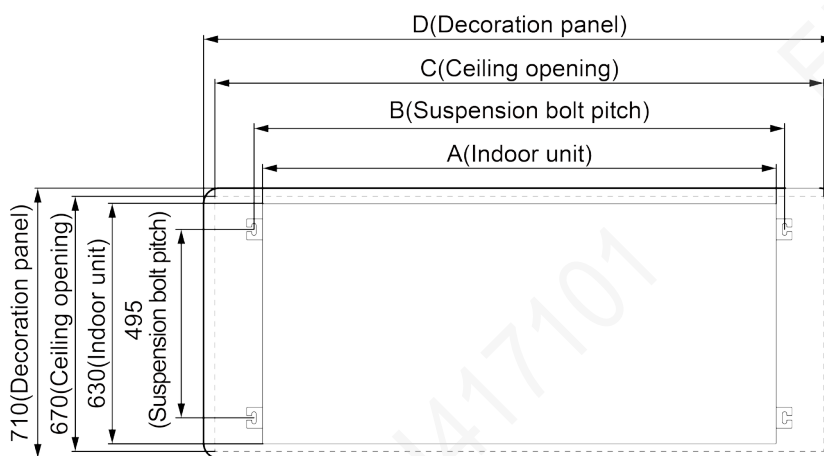 D(Decoration panel)
C(Ceiling opening)
B(Suspension bolt pitch)
A(Indoor unit)
710(Decoration panel)
670(Ceiling opening)
630(Indoor unit)
495
(Suspension bolt pitch)